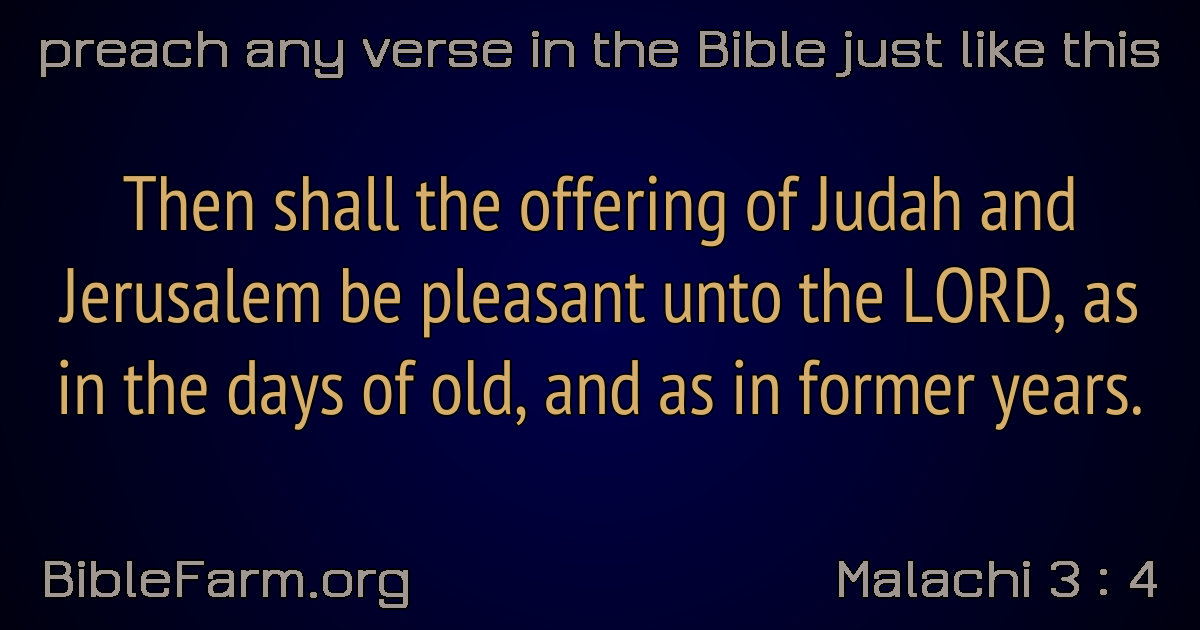 preach any verse in the Bible just like this
Then shall the offering of Judah and
Jerusalem be pleasant unto the LORD, as
in the days of old, and as in former years.
BibleFarm.org
Malachi 3 : 4